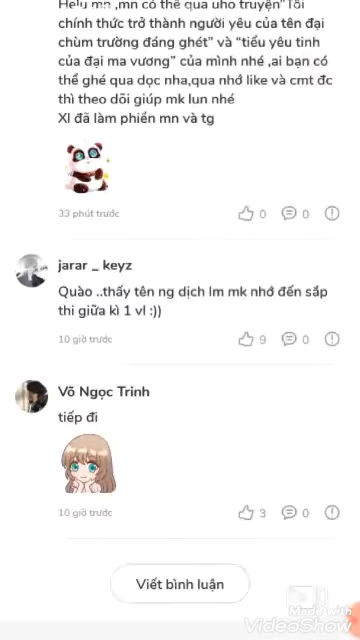 Helu mn ,mn có thể qua uho truyện"Tôi
chính thức trở thành người yêu của tên đại
chùm trường đáng ghét" và "tiểu yêu tinh
của đại ma vương" của mình nhé ,ai bạn có
thể ghé qua dọc nha,qua nhớ like và cmt đc
thì theo dõi giúp mk lun nhé
Xl đã làm phiền mn và tg
33 phút trước
0
0
jarar _ keyz
Quào ..thấy tên ng dịch lm mk nhớ đến sắp
thi giữa kì 1 vl :))
10 giờ trước
9
0
Võ Ngọc Trinh
tiếp đi
10 giờ trước
3
0
Viết bình luận
Made with
VideoShow